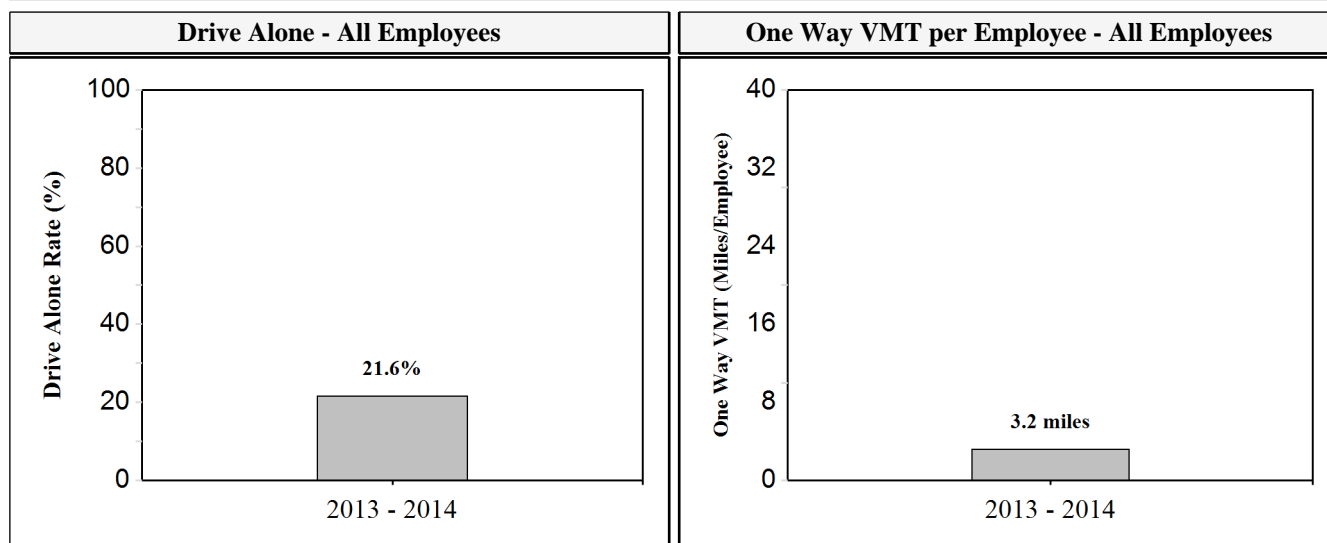 Drive Alone - All Employees
Drive Alone Rate (%)
100
80
60
40
20
0
21.6%
2013 - 2014
One Way VMT per Employee - All Employees
One Way VMT (Miles/Employee)
40
32
24
16
8
0
3.2 miles
2013 - 2014